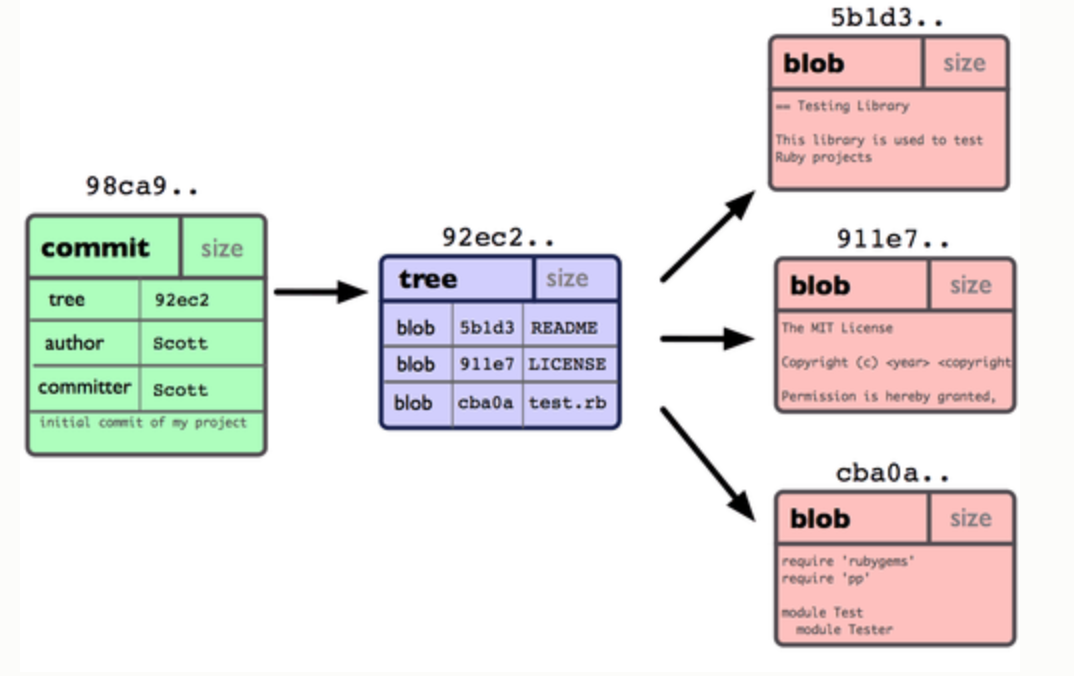 98ca9..
commit size
tree 92ec2
author Scott
committer Scott
initial commit of my project
92ec2..
tree size
blob 5b1d3 README
blob 911e7 LICENSE
blob cba0a test.rb
5b1d3..
blob size
== Testing Library
This library is used to test
Ruby projects
911e7..
blob size
The MIT License
Copyright (c) <year> <copyright
Permission is hereby granted,
cba0a..
blob size
require 'rubygems'
require 'pp'
module Test
module Tester